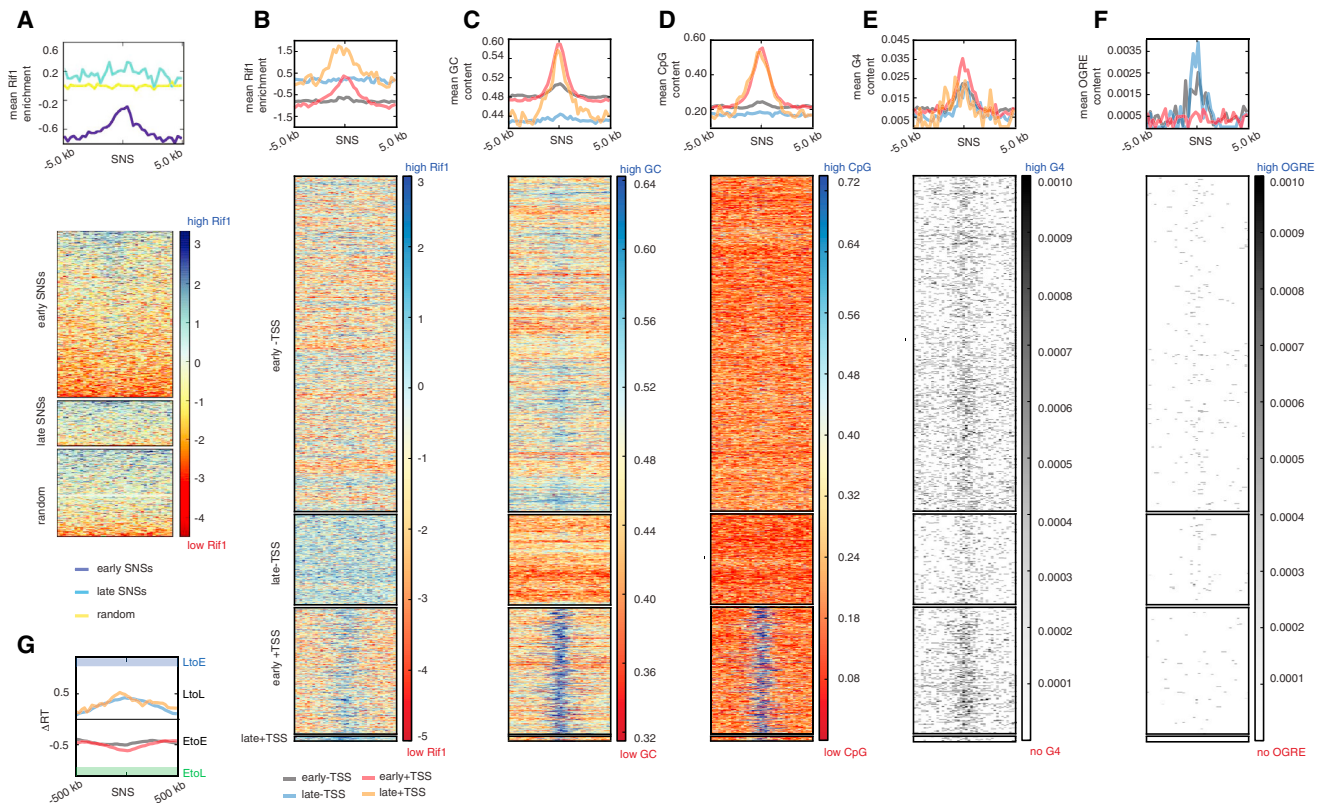 A
0.6
0.2
-0.2
-0.6
mean Rif1
enrichment
-5.0 kb
SNS
5.0 kb
high Rif1
3
2
1
0
-1
-2
-3
-4
low Rif1
early SNSs
late SNSs
random
early SNSs
late SNSs
random
B
1.5
0.5
-0.5
-1.5
mean Rif1
enrichment
-5.0 kb
SNS
5.0 kb
high Rif1
3
2
1
0
-1
-2
-3
-4
-5
low Rif1
early -TSS
late-TSS
early +TSS
late+TSS
early-TSS
late-TSS
early+TSS
late+TSS
C
0.60
0.52
0.48
0.44
mean GC
content
-5.0 kb
SNS
5.0 kb
high GC
0.64
0.60
0.56
0.52
0.48
0.44
0.40
0.36
0.32
low GC
D
0.60
0.40
0.20
mean CpG
content
-5.0 kb
SNS
5.0 kb
high CpG
0.72
0.64
0.56
0.48
0.40
0.32
0.24
0.18
0.08
low CpG
E
0.045
0.035
0.025
0.015
0.005
mean G4
content
-5.0 kb
SNS
5.0 kb
high G4
0.0010
0.0009
0.0008
0.0007
0.0006
0.0005
0.0004
0.0003
0.0002
0.0001
no G4
F
0.0035
0.0025
0.0015
0.0005
mean OGRE
content
-5.0 kb
SNS
5.0 kb
high OGRE
0.0010
0.0009
0.0008
0.0007
0.0006
0.0005
0.0004
0.0003
0.0002
0.0001
no OGRE
G
LtoE
LtoL
EtoE
EtoL
0.5
-0.5
ΔRT
-500 kb
SNS
500 kb